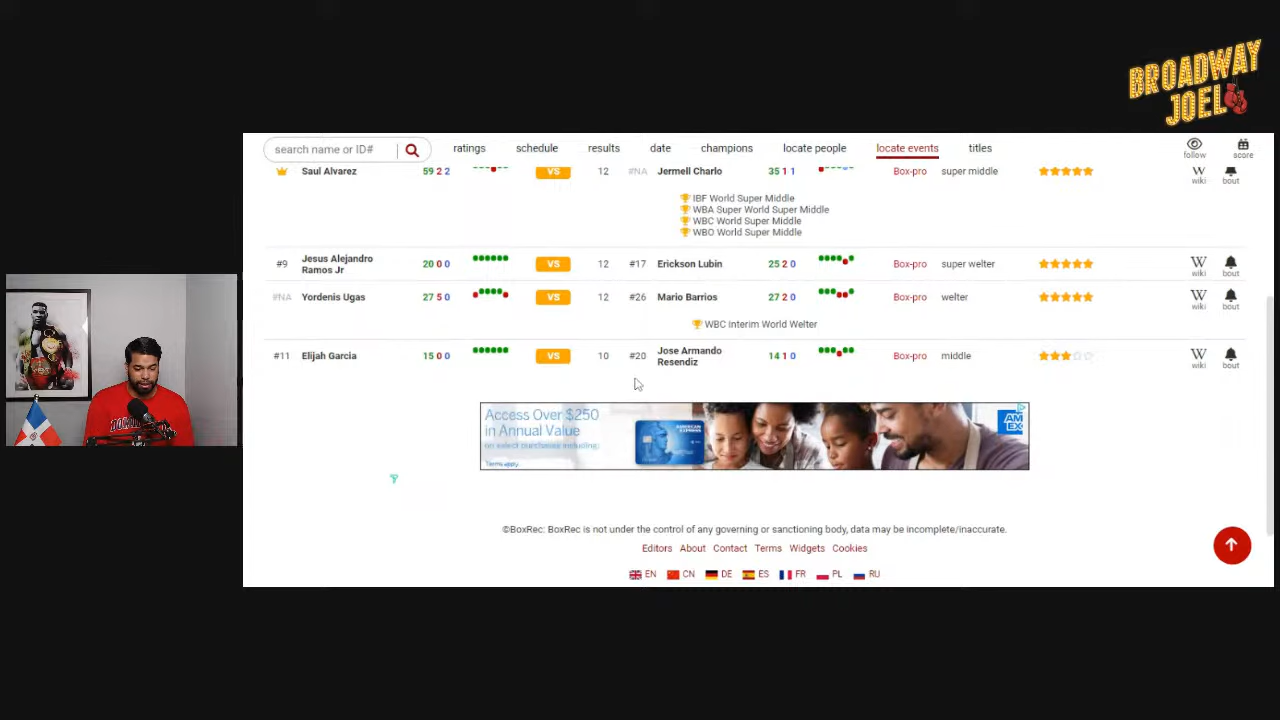 BROADWAY
JOEL
search name or ID#
ratings
schedule
results
date
champions
locate people
locate events
titles
follow
score
Saul Alvarez 59 2 2 VS 12 #NA Jermell Charlo 35 1 1 Box-pro super middle wiki bout
IBF World Super Middle
WBA Super World Super Middle
WBC World Super Middle
WBO World Super Middle
#9 Jesus Alejandro
Ramos Jr 20 0 0 VS 12 #17 Erickson Lubin 25 2 0 Box-pro super welter W wiki bout
#NA Yordenis Ugas 27 5 0 VS 12 #26 Mario Barrios 27 2 0 Box-pro welter W wiki bout
WBC Interim World Welter
#11 Elijah Garcia 15 0 0 VS 10 #20 Jose Armando
Resendiz 14 1 0 Box-pro middle W wiki bout
Access Over $250
in Annual Value
on select purchases including:
Terms apply.
AM
EX
©BoxRec: BoxRec is not under the control of any governing or sanctioning body, data may be incomplete/inaccurate.
Editors About Contact Terms Widgets Cookies
EN CN DE ES FR PL RU